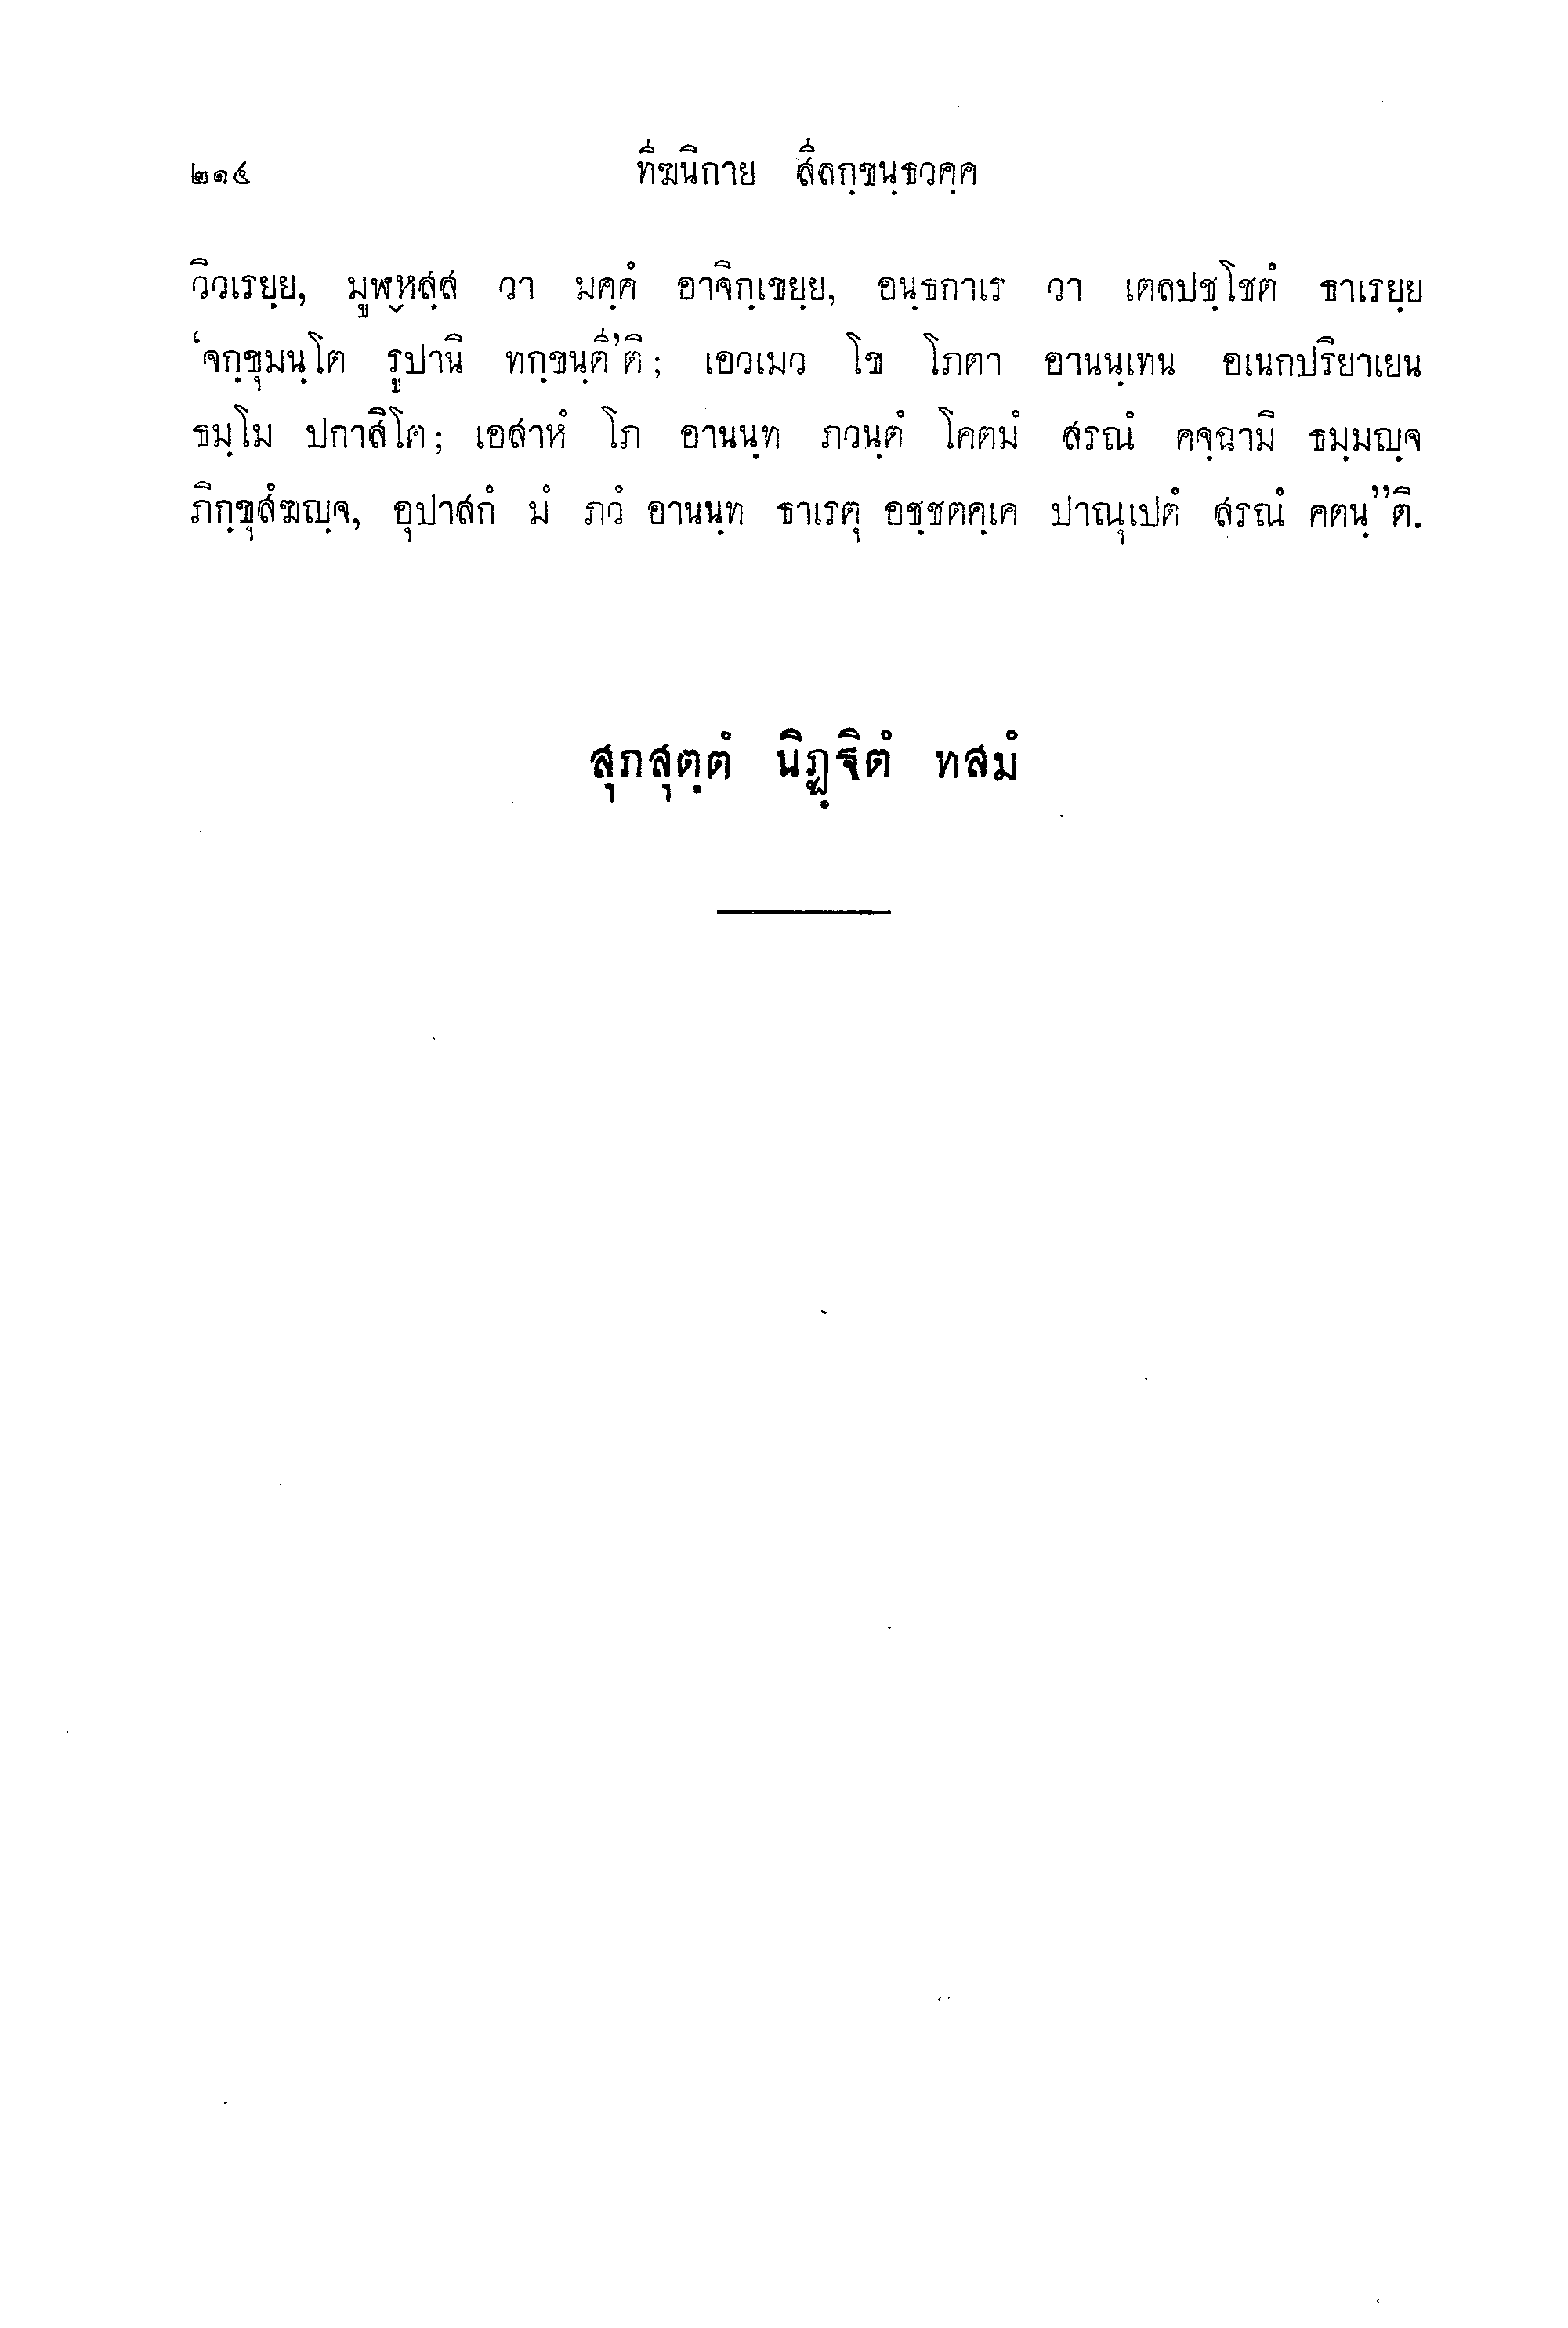 ๒๑๔ ทีฆนิกาย สีลกฺขนฺธวคฺค
วิวเรยฺย, มูฬฺหสฺส วา มคฺคํ อาจิกฺเขยฺย, อนฺธกาเร วา เตลปชฺโชตํ ธาเรยฺย
‘จกฺขุมนฺโต รูปานิ ทกฺขนฺตี’ติ; เอวเมว โข โภตา อานนฺเทน อเนกปริยาเยน
ธมฺโม ปกาสิโต; เอสาหํ โภ อานนฺท ภวนฺตํ โคตมํ สรณํ คจฺฉามิ ธมฺมญฺจ
ภิกฺขุสํฆญฺจ, อุปาสกํ มํ ภวํ อานนฺท ธาเรตุ อชฺชตคฺเค ปาณุเปตํ สรณํ คตนฺ”ติ.
สุภสุตฺตํ นิฏฺฐิตํ ทสมํ